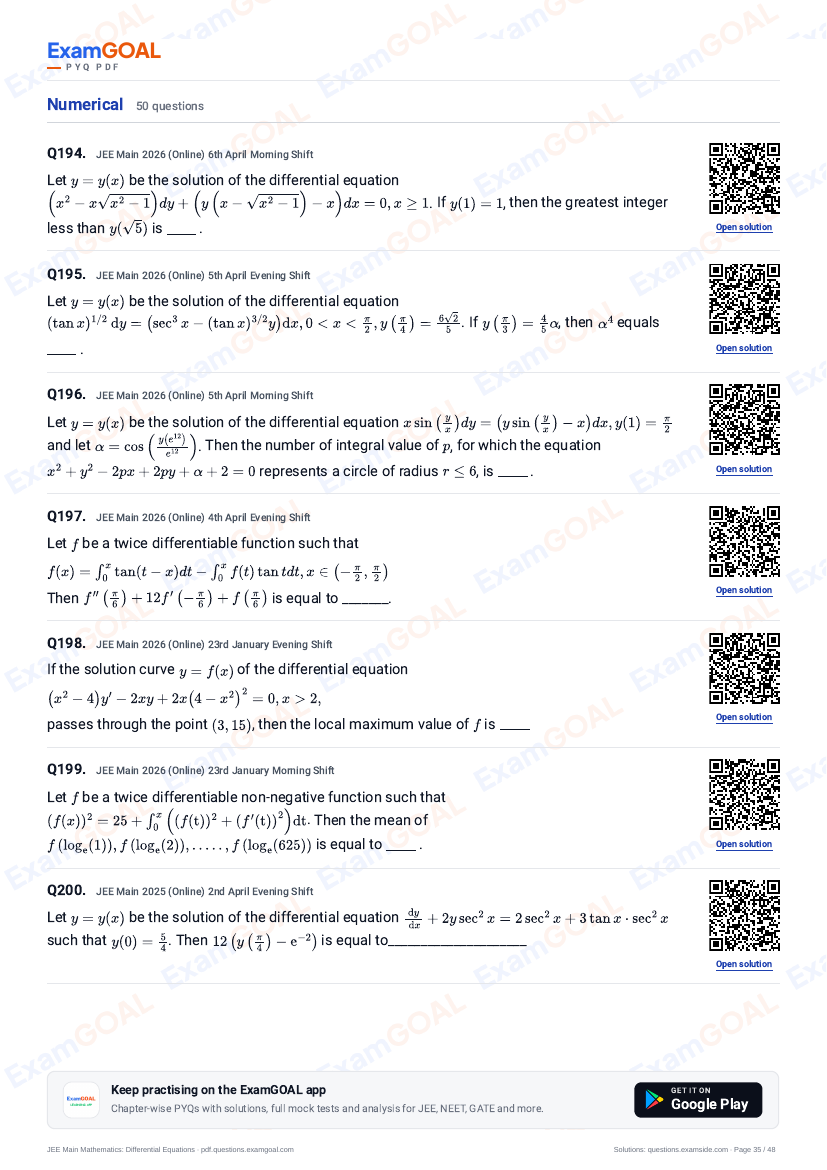 ExamGOAL
PYQ PDF
Numerical 50 questions
Q194. JEE Main 2026 (Online) 6th April Morning Shift
Let y = y(x) be the solution of the differential equation
(x² − x√(x² − 1))dy + (y(x − √(x² − 1)) − x)dx = 0, x ≥ 1. If y(1) = 1, then the greatest integer
less than y(√5) is ____ .
Open solution
Q195. JEE Main 2026 (Online) 5th April Evening Shift
Let y = y(x) be the solution of the differential equation
(tan x)^{1/2} dy = (sec³ x − (tan x)^{3/2}y)dx, 0 < x < π/2, y(π/4) = 6√2/5. If y(π/3) = 4/5 α, then α⁴ equals
____ .
Open solution
Q196. JEE Main 2026 (Online) 5th April Morning Shift
Let y = y(x) be the solution of the differential equation x sin(y/x)dy = (y sin(y/x) − x)dx, y(1) = π/2
and let α = cos(y(e¹²)/e¹²). Then the number of integral value of p, for which the equation
x² + y² − 2px + 2py + α + 2 = 0 represents a circle of radius r ≤ 6, is ____ .
Open solution
Q197. JEE Main 2026 (Online) 4th April Evening Shift
Let f be a twice differentiable function such that
f(x) = ∫₀ˣ tan(t − x)dt − ∫₀ˣ f(t) tan tdt, x ∈ (−π/2, π/2)
Then f″(π/6) + 12f′(−π/6) + f(π/6) is equal to _______.
Open solution
Q198. JEE Main 2026 (Online) 23rd January Evening Shift
If the solution curve y = f(x) of the differential equation
(x² − 4)y′ − 2xy + 2x(4 − x²)² = 0, x > 2,
passes through the point (3, 15), then the local maximum value of f is ____
Open solution
Q199. JEE Main 2026 (Online) 23rd January Morning Shift
Let f be a twice differentiable non-negative function such that
(f(x))² = 25 + ∫₀ˣ ((f(t))² + (f′(t))²)dt. Then the mean of
f(logₑ(1)), f(logₑ(2)), . . . . . , f(logₑ(625)) is equal to ____ .
Open solution
Q200. JEE Main 2025 (Online) 2nd April Evening Shift
Let y = y(x) be the solution of the differential equation dy/dx + 2y sec² x = 2 sec² x + 3 tan x · sec² x
such that y(0) = 5/4. Then 12(y(π/4) − e⁻²) is equal to_____________________
Open solution
Keep practising on the ExamGOAL app
Chapter-wise PYQs with solutions, full mock tests and analysis for JEE, NEET, GATE and more.
GET IT ON
Google Play
JEE Main Mathematics: Differential Equations · pdf.questions.examgoal.com
Solutions: questions.examside.com · Page 35 / 48